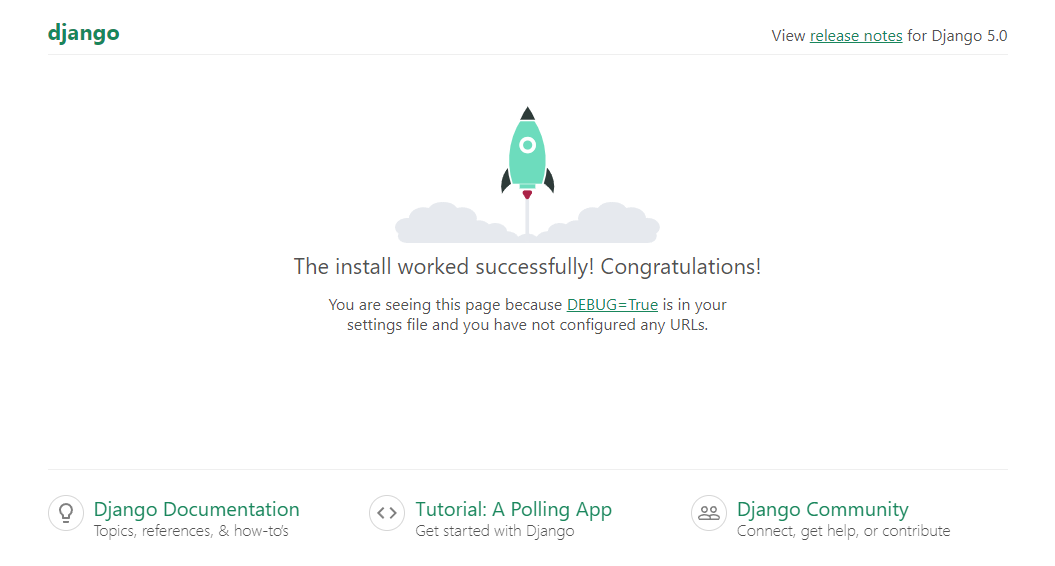 django
View release notes for Django 5.0
The install worked successfully! Congratulations!
You are seeing this page because DEBUG=True is in your
settings file and you have not configured any URLs.
Django Documentation
Topics, references, & how-to’s
Tutorial: A Polling App
Get started with Django
Django Community
Connect, get help, or contribute